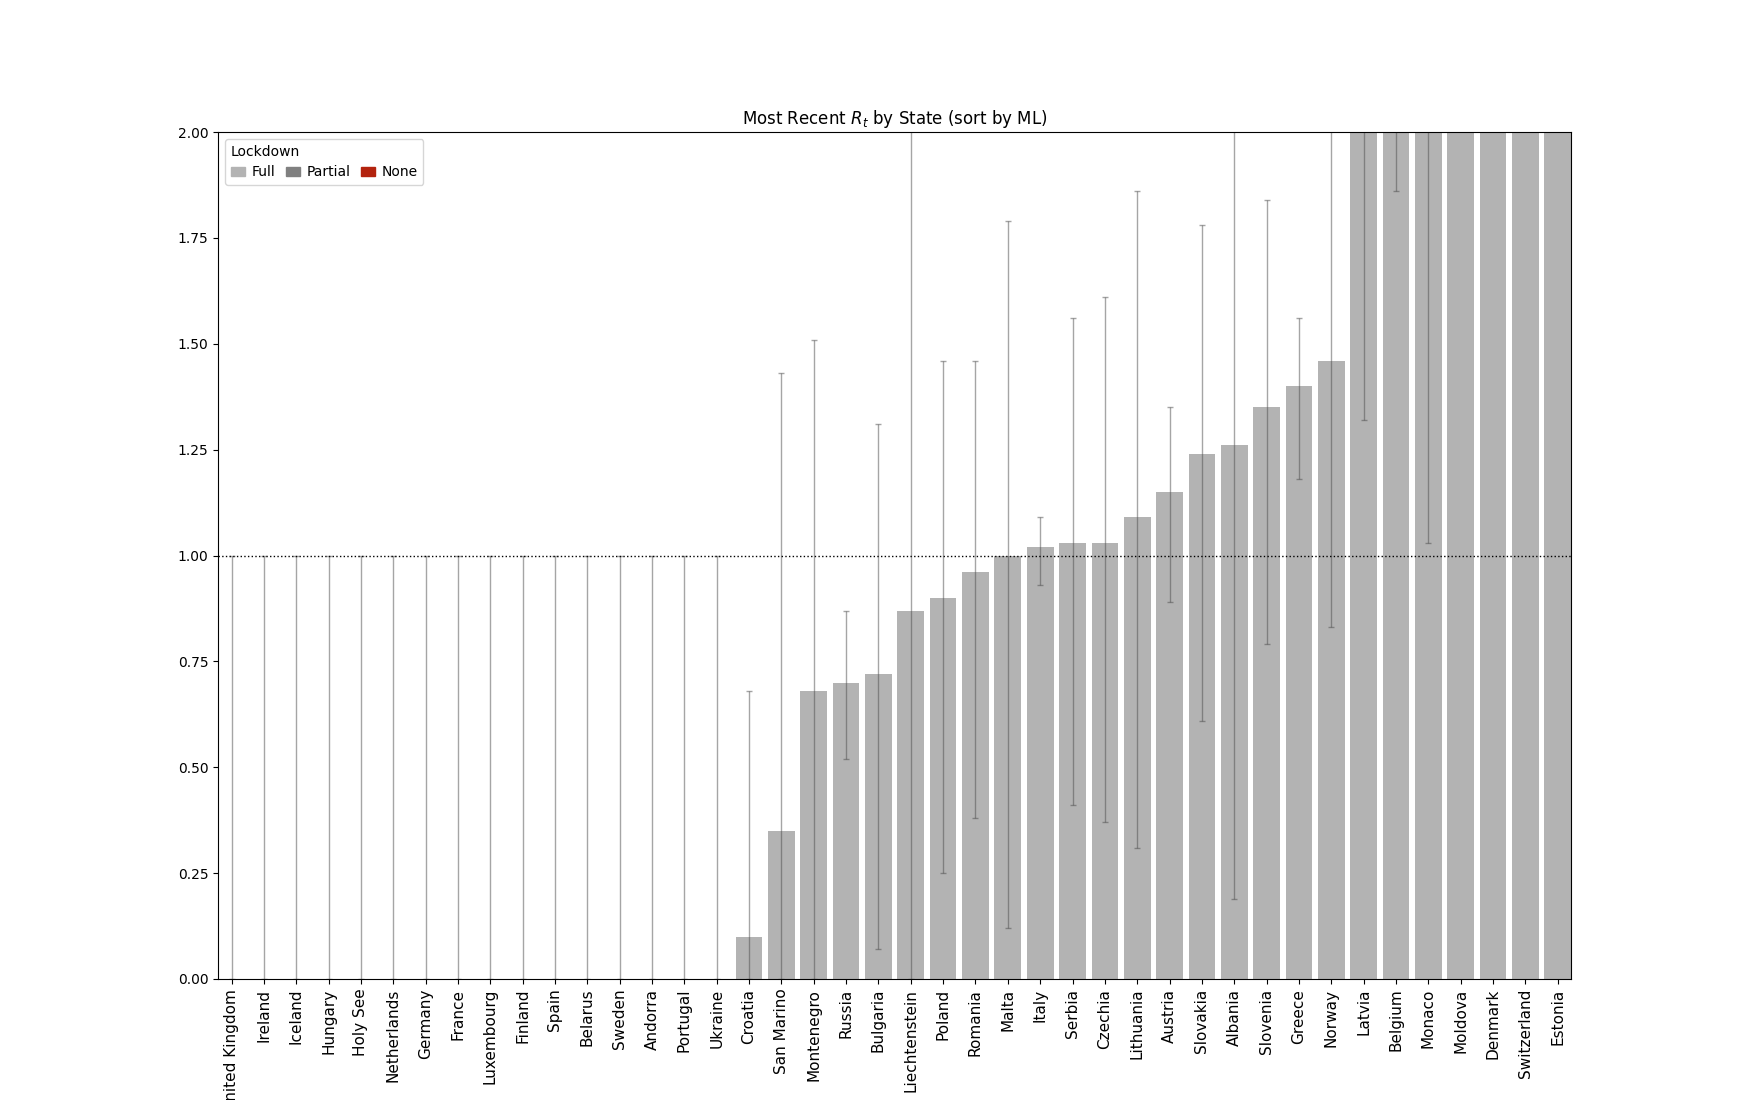 Most Recent Rt by State (sort by ML)
Lockdown
Full Partial None
2.00
1.75
1.50
1.25
1.00
0.75
0.50
0.25
0.00
nited Kingdom
Ireland
Iceland
Hungary
Holy See
Netherlands
Germany
France
Luxembourg
Finland
Spain
Belarus
Sweden
Andorra
Portugal
Ukraine
Croatia
San Marino
Montenegro
Russia
Bulgaria
Liechtenstein
Poland
Romania
Malta
Italy
Serbia
Czechia
Lithuania
Austria
Slovakia
Albania
Slovenia
Greece
Norway
Latvia
Belgium
Monaco
Moldova
Denmark
Switzerland
Estonia